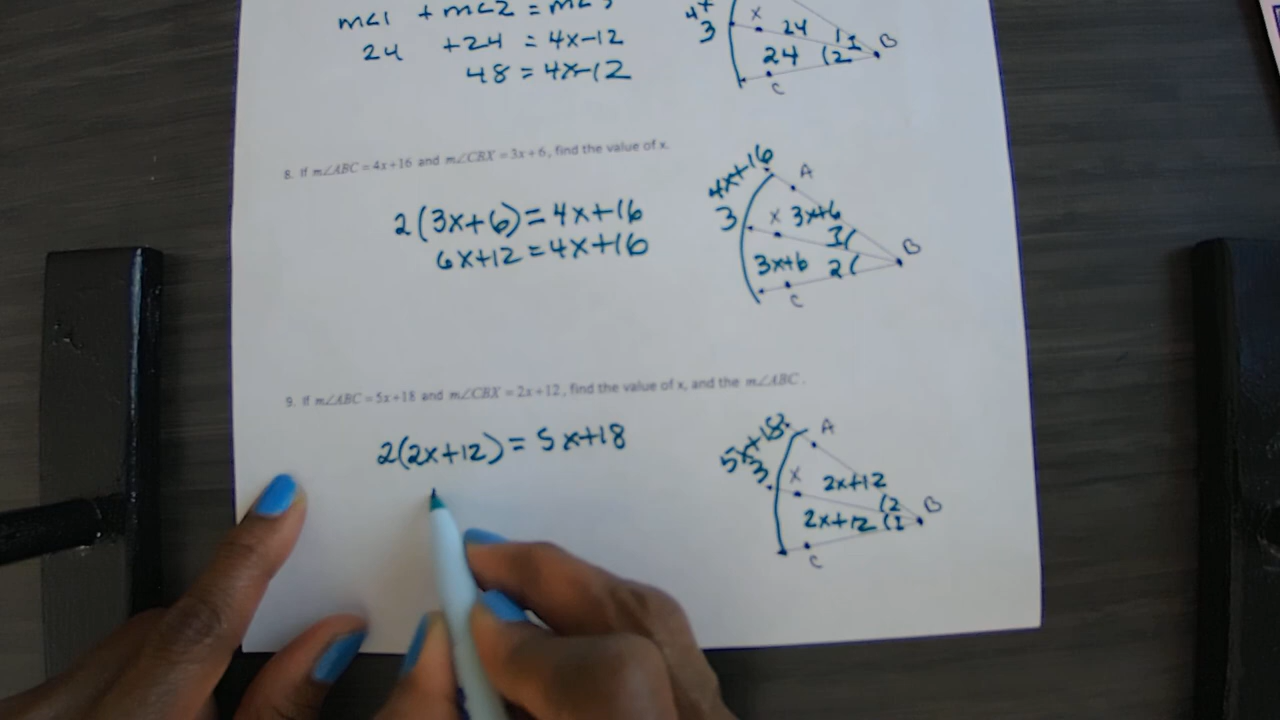 m∠1 + m∠2 = m∠3
24 + 24 = 4x-12
48 = 4x-12
3
X
24
1
B
24
2
C
8. If m∠ABC = 4x+16 and m∠CBX = 3x+6, find the value of x.
2(3x+6)=4x+16
6x+12=4x+16
4x+16
A
3
X
3x+6
B
3x+6
2
C
9. If m∠ABC = 5x+18 and m∠CBX = 2x+12, find the value of x, and the m∠ABC.
2(2x+12)=5x+18
5x+18
A
3
X
2x+12
2
B
2x+12
1
C